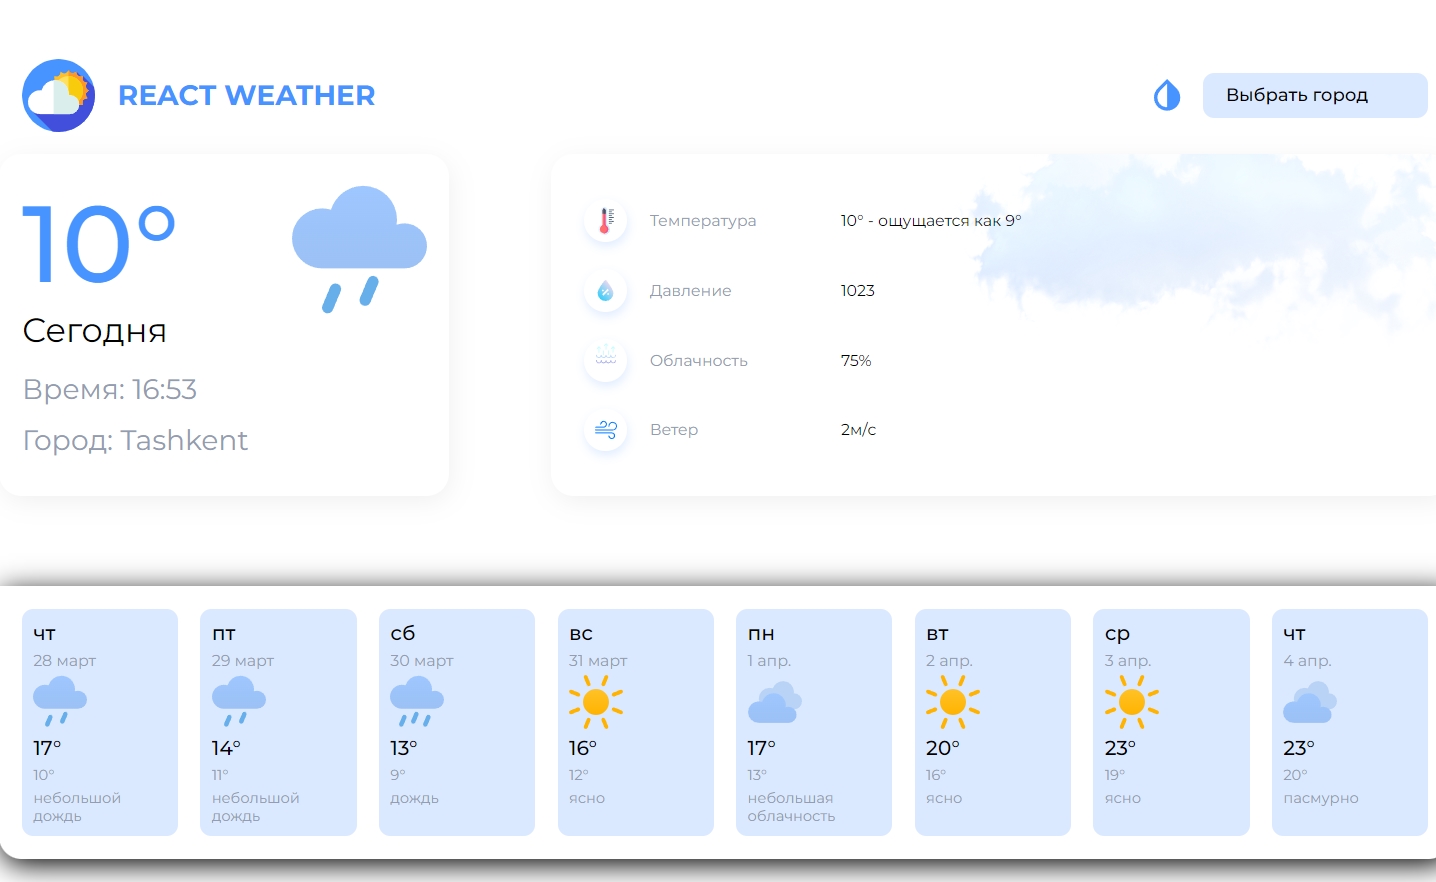 REACT WEATHER
Выбрать город
10°
Сегодня
Время: 16:53
Город: Tashkent
Температура 10° - ощущается как 9°
Давление 1023
Облачность 75%
Ветер 2м/с
чт
28 март
17°
10°
небольшой
дождь
пт
29 март
14°
11°
небольшой
дождь
сб
30 март
13°
9°
дождь
вс
31 март
16°
12°
ясно
пн
1 апр.
17°
13°
небольшая
облачность
вт
2 апр.
20°
16°
ясно
ср
3 апр.
23°
19°
ясно
чт
4 апр.
23°
20°
пасмурно